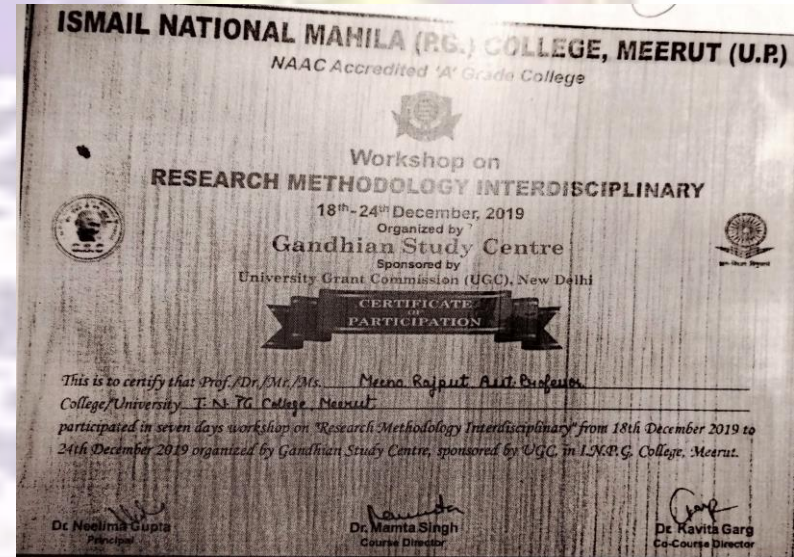 ISMAIL NATIONAL MAHILA (P.G.) COLLEGE, MEERUT (U.P.)
NAAC Accredited 'A' Grade College
Workshop on
RESEARCH METHODOLOGY INTERDISCIPLINARY
18th-24th December, 2019
Organized by
Gandhian Study Centre
Sponsored by
University Grant Commission (UGC), New Delhi
G.S.C
CERTIFICATE
OF
PARTICIPATION
This is to certify that Prof./Dr./Mr./Ms. Meena Rajput Asst. Professor
College/University I. N. PG College, Meerut
participated in seven days workshop on "Research Methodology Interdisciplinary" from 18th December 2019 to
24th December 2019 organized by Gandhian Study Centre, sponsored by UGC, in I.N.P.G. College, Meerut.
Dr. Neelima Gupta Dr. Mamta Singh Dr. Kavita Garg
Principal Course Director Co-Course Director